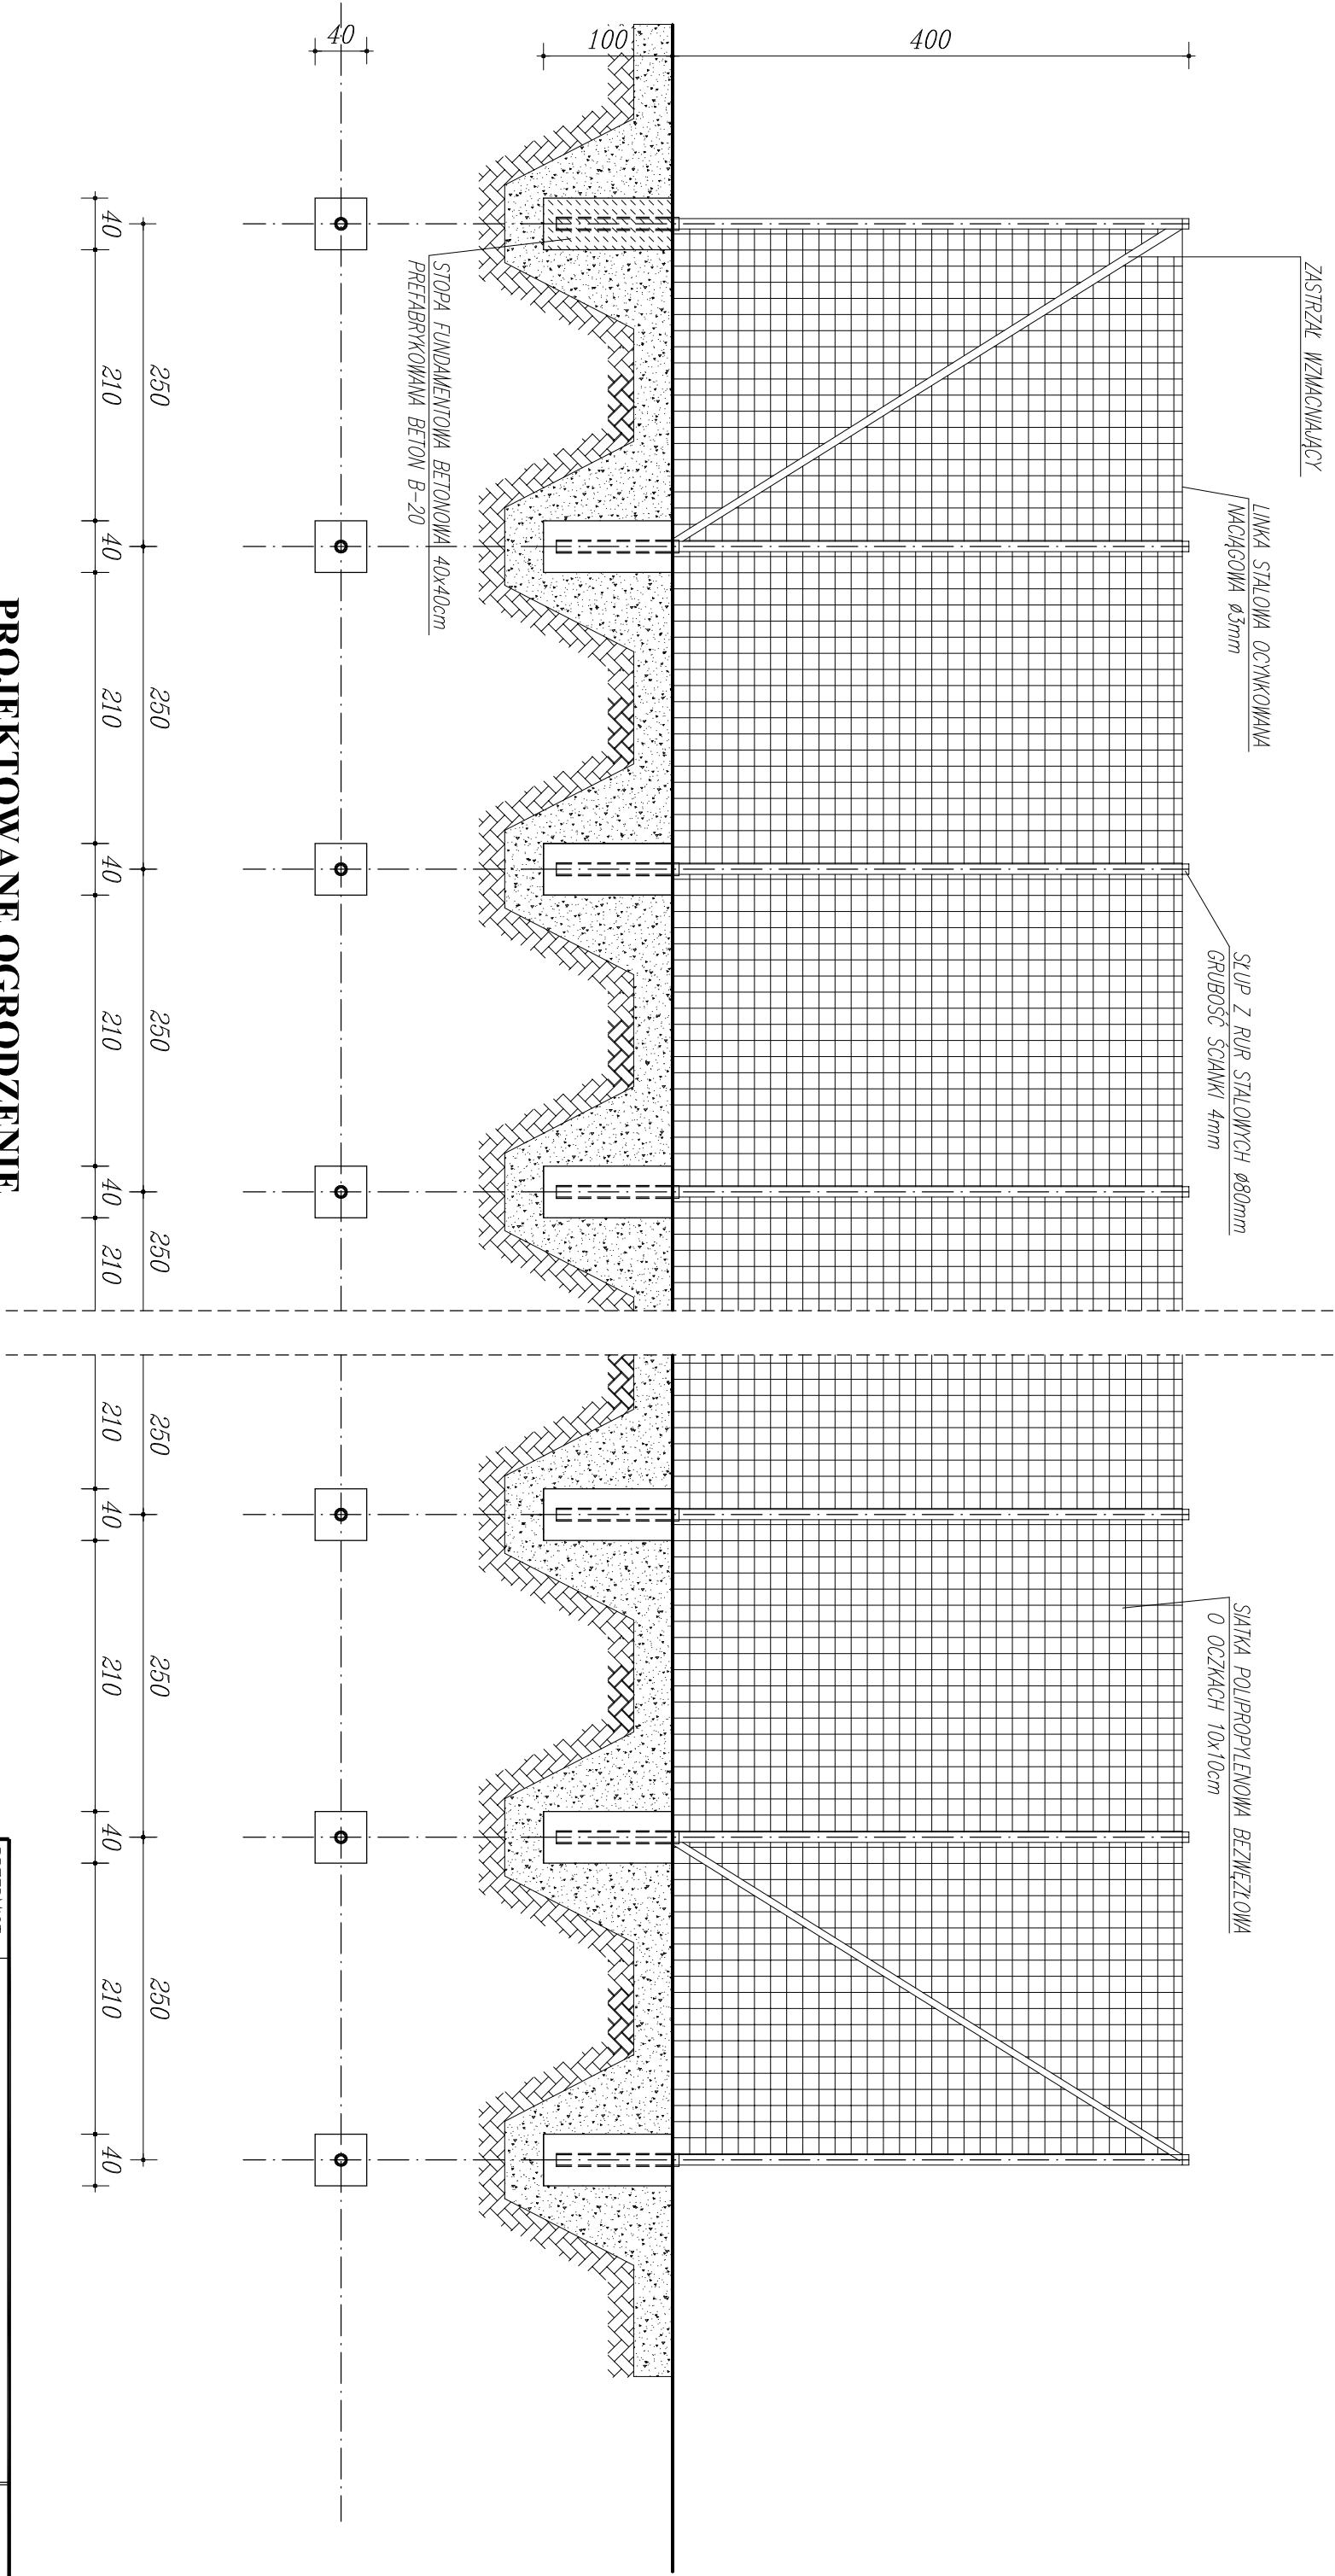 ZASTRZAŁ WZMACNIAJĄCY
LINKA STALOWA OCYNKOWANA
NACIĄGOWA ø3mm
SŁUP Z RUR STALOWYCH ø80mm
GRUBOŚĆ ŚCIANKI 4mm
SIATKA POLIPROPYLENOWA BEZWĘZŁOWA
O OCZKACH 10x10cm
400
100
40
STOPA FUNDAMENTOWA BETONOWA 40x40cm
PREFABRYKOWANA BETON B-20
250 250 250 250 250 250 250
40 210 40 210 40 210 40 210 210 40 210 40 210 40
PROJEKTOWANE OGRODZENIE